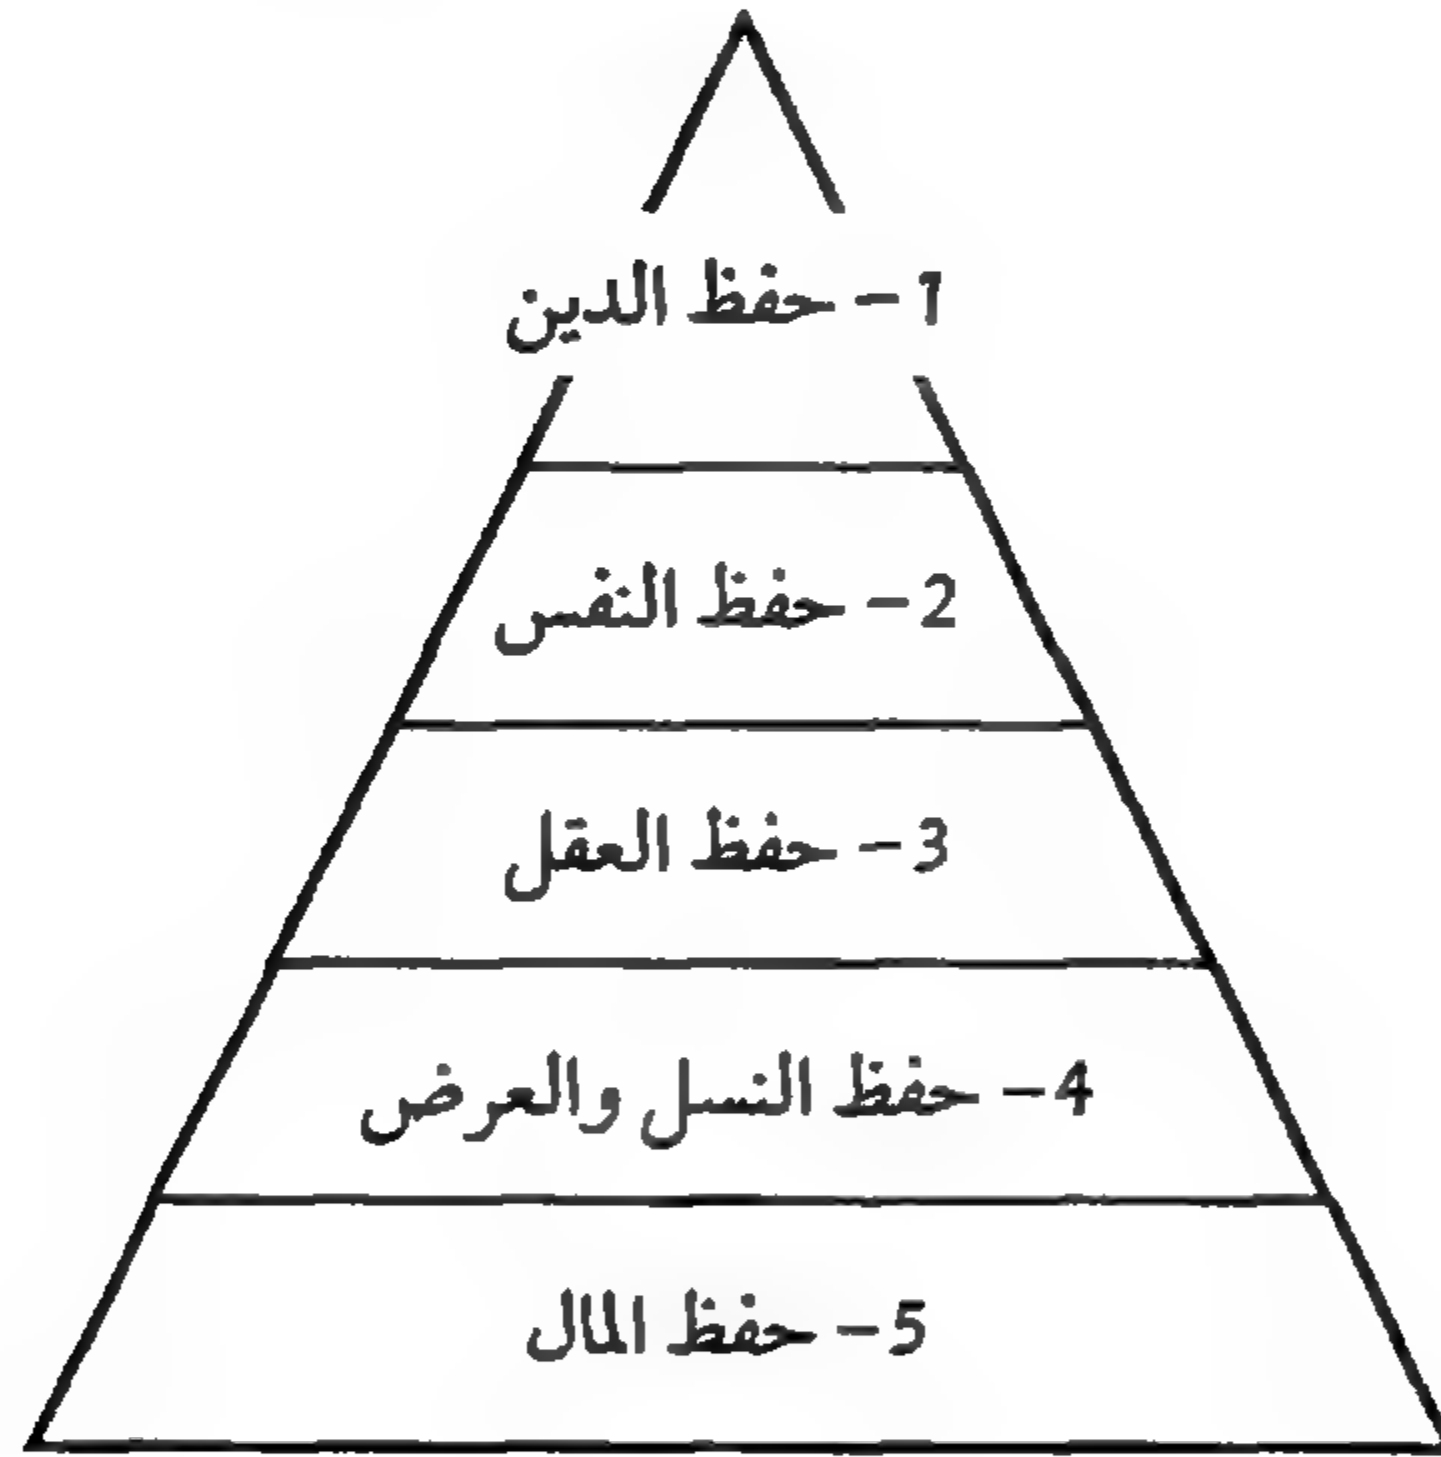 1- حفظ الدين
2- حفظ النفس
3- حفظ العقل
4- حفظ النسل والعرض
5- حفظ المال